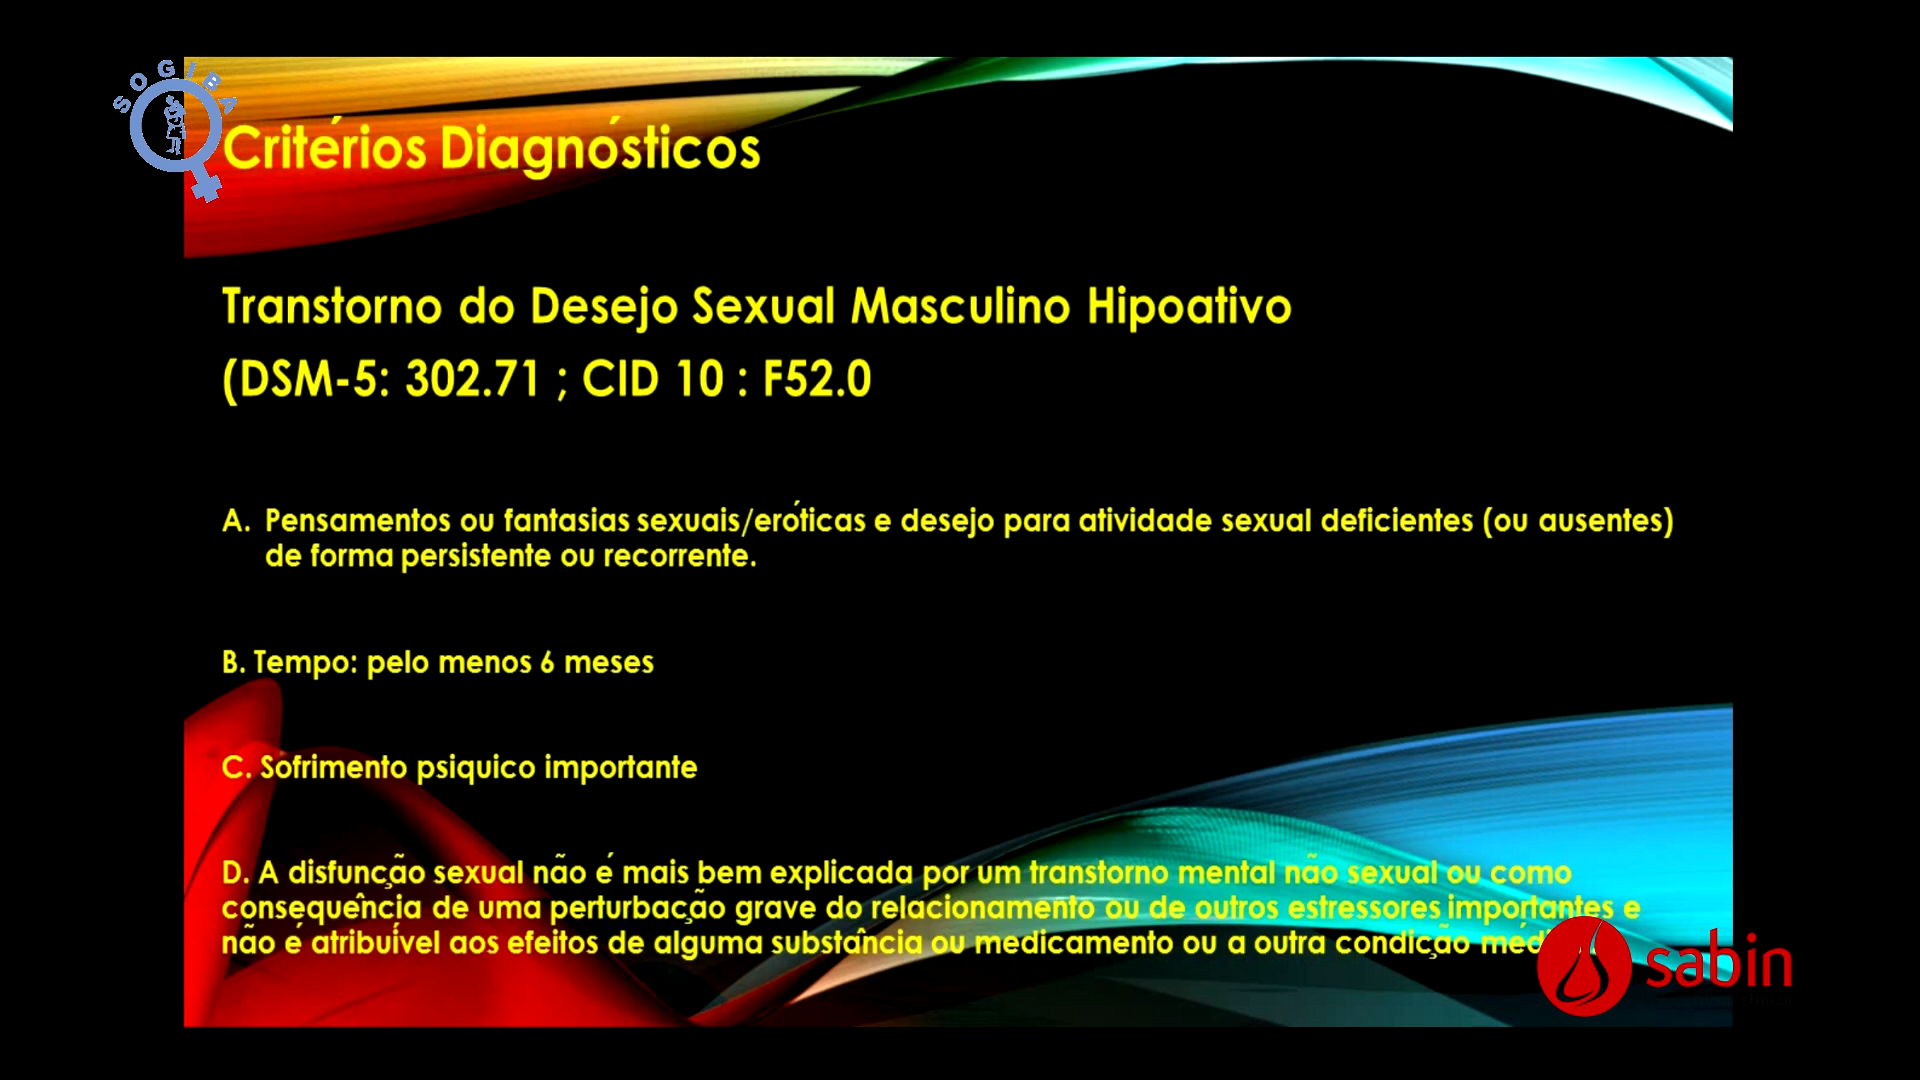 SOGIBA
Critérios Diagnósticos
Transtorno do Desejo Sexual Masculino Hipoativo
(DSM-5: 302.71 ; CID 10 : F52.0
A. Pensamentos ou fantasias sexuais/eróticas e desejo para atividade sexual deficientes (ou ausentes)
de forma persistente ou recorrente.
B. Tempo: pelo menos 6 meses
C. Sofrimento psiquico importante
D. A disfunção sexual não é mais bem explicada por um transtorno mental não sexual ou como
consequência de uma perturbação grave do relacionamento ou de outros estressores importantes e
não é atribuível aos efeitos de alguma substância ou medicamento ou a outra condição
sabin